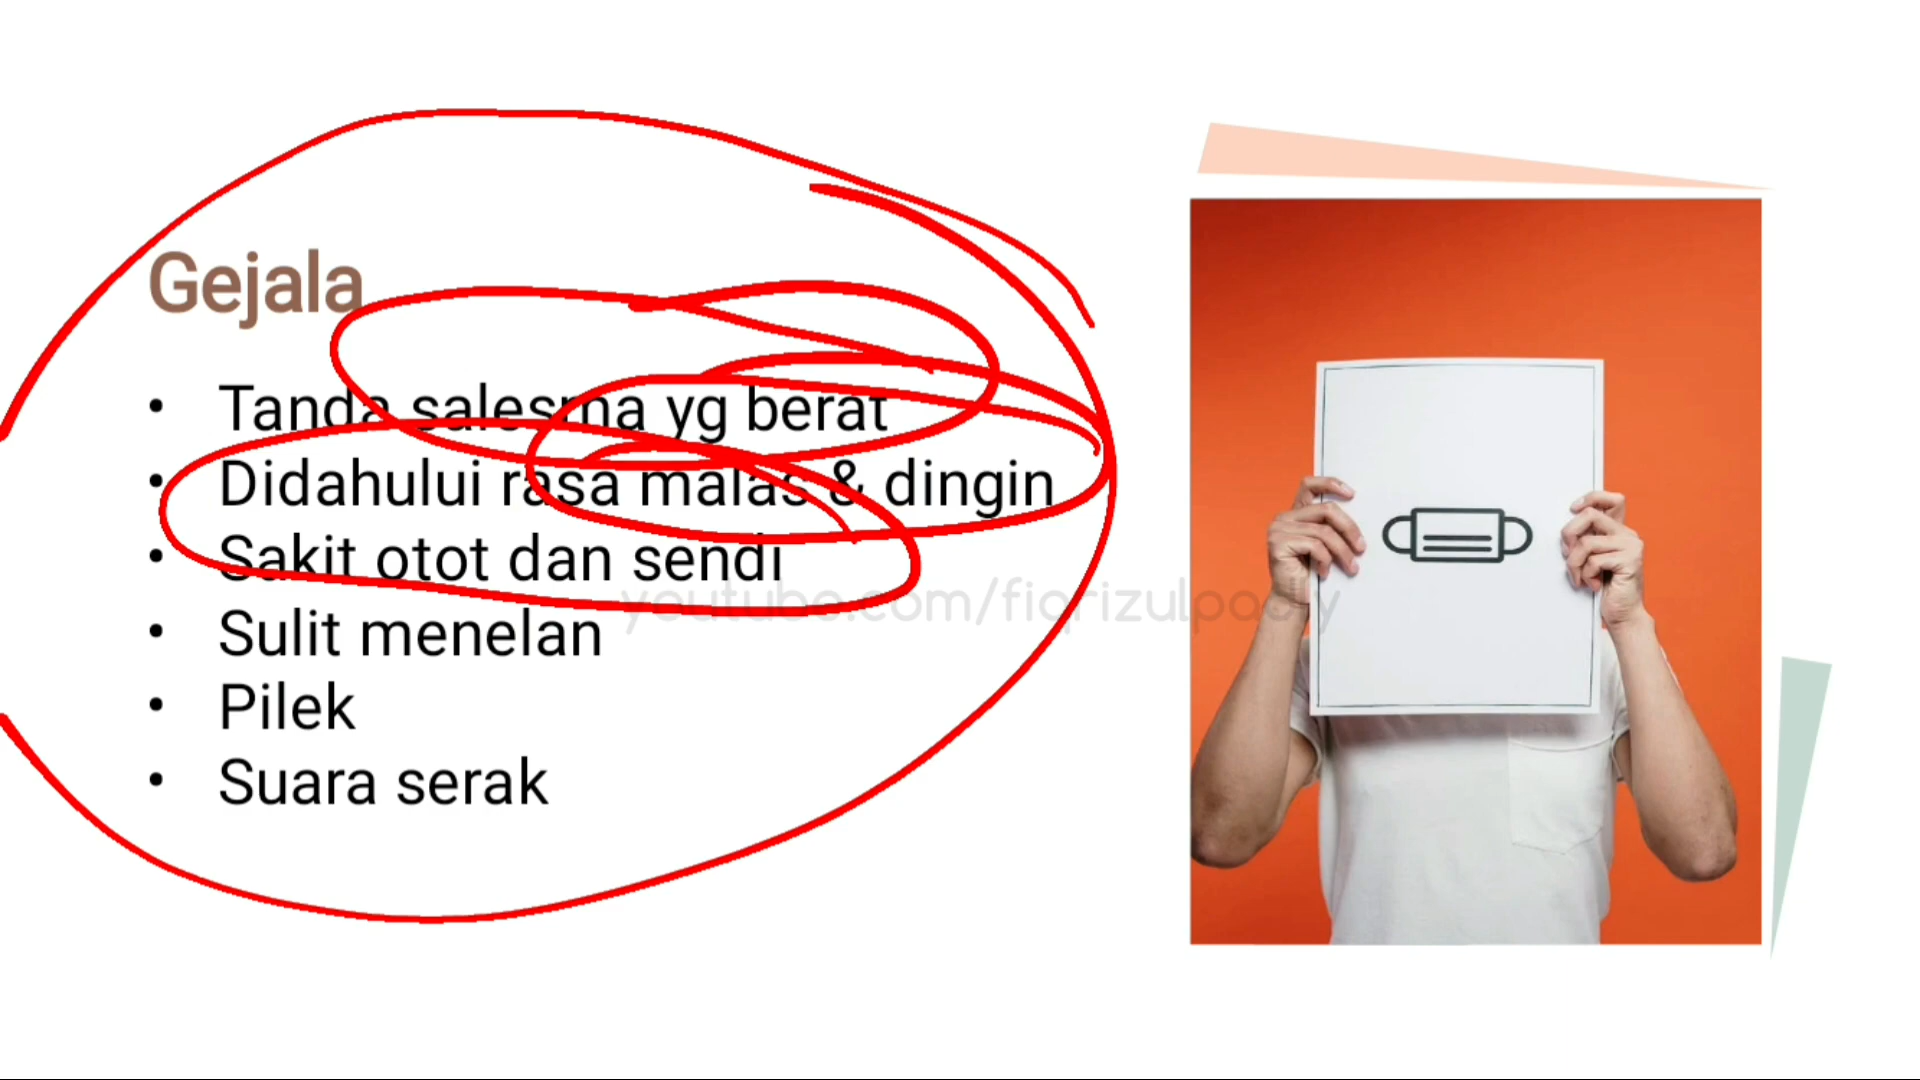 Gejala
• Tanda salesma yg berat
• Didahului rasa malas & dingin
• Sakit otot dan sendi
• Sulit menelan
• Pilek
• Suara serak
youtube.com/fiqrizulpadly